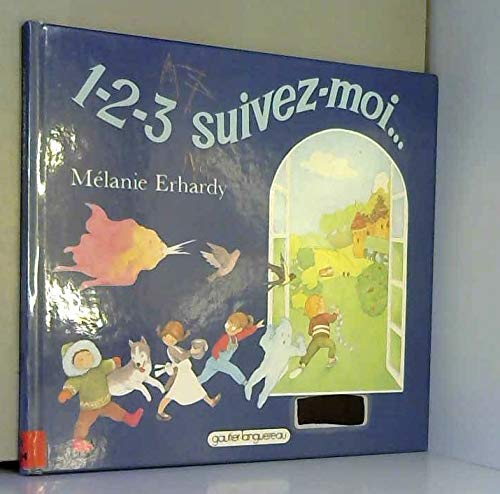 1-2-3 suivez-moi...
Mélanie Erhardy
gautier-languereau